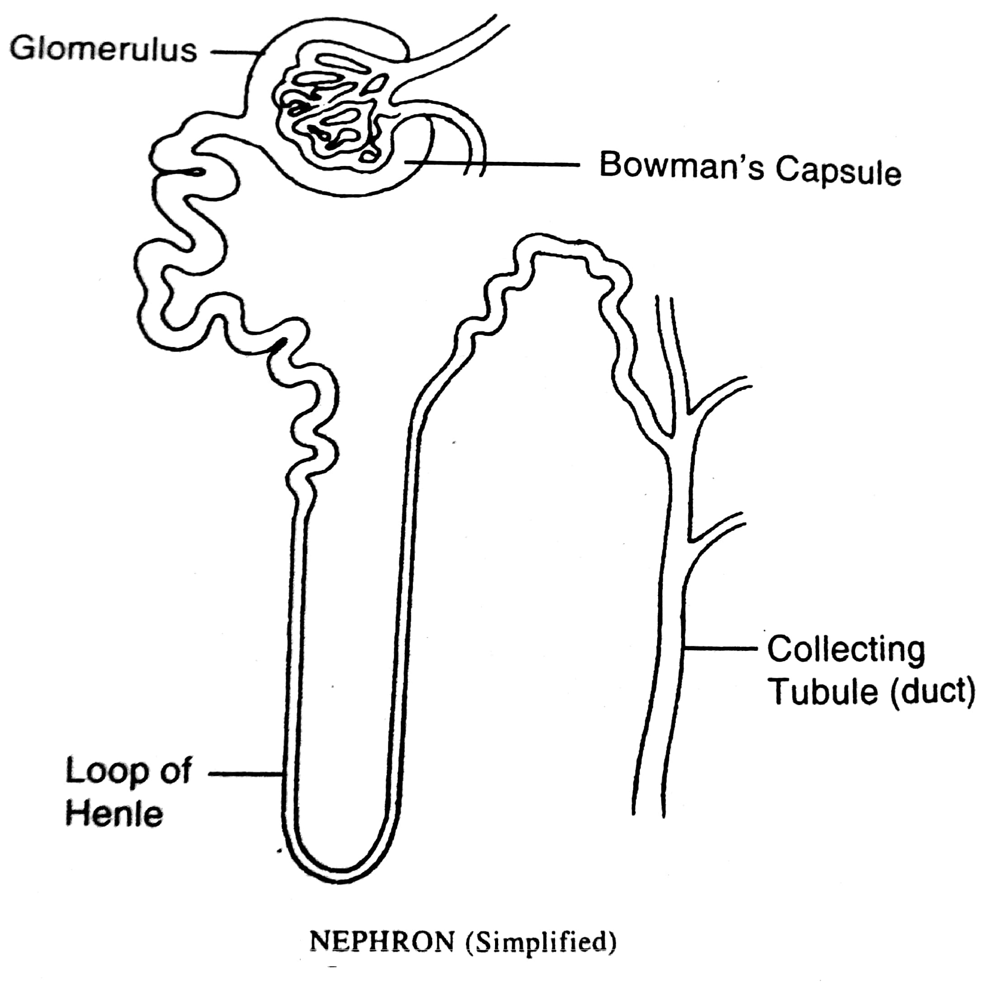 Glomerulus
Bowman's Capsule
Collecting
Tubule (duct)
Loop of
Henle
NEPHRON (Simplified)